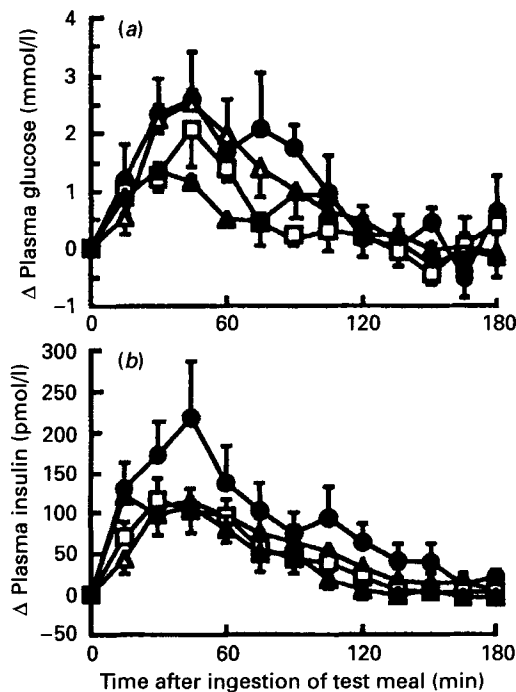 (a)
Δ Plasma glucose (mmol/l)
4
3
2
1
0
−1
0 60 120 180
(b)
Δ Plasma insulin (pmol/l)
300
250
200
150
100
50
0
−50
0 60 120 180
Time after ingestion of test meal (min)